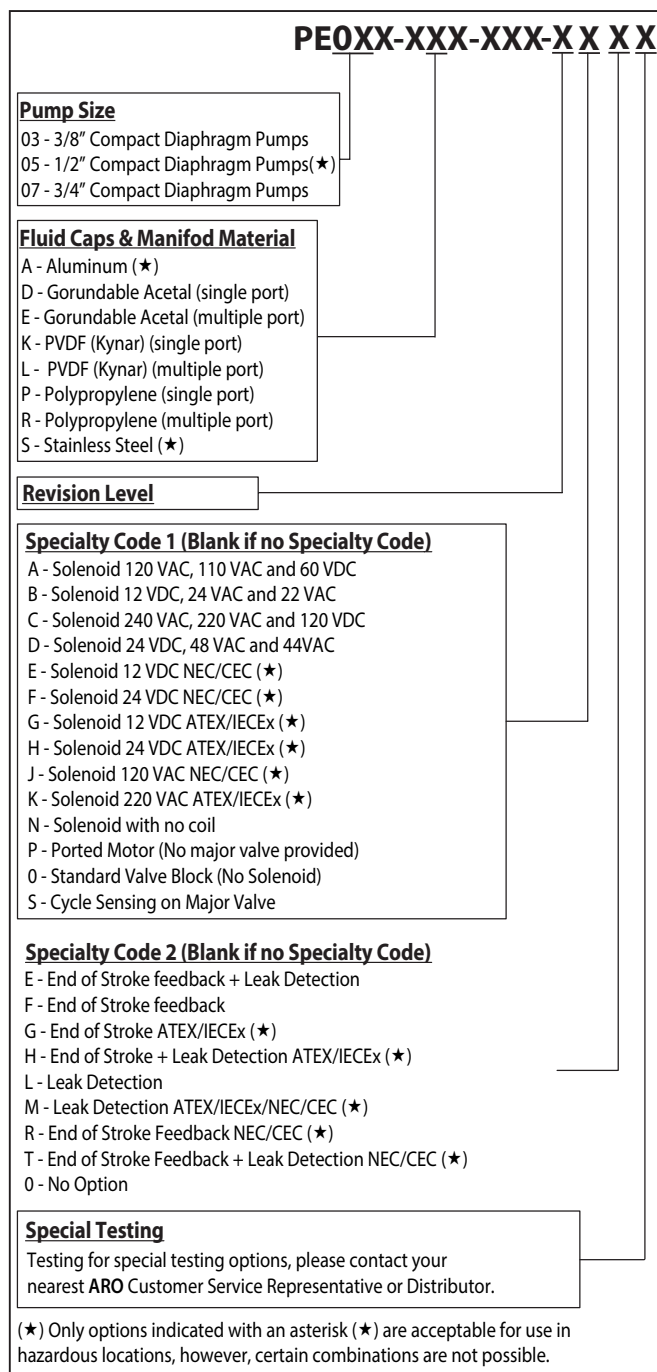 PE0XX-XXX-XXX-X X X X
Pump Size
03 - 3/8" Compact Diaphragm Pumps
05 - 1/2" Compact Diaphragm Pumps(★)
07 - 3/4" Compact Diaphragm Pumps
Fluid Caps & Manifod Material
A - Aluminum (★)
D - Gorundable Acetal (single port)
E - Gorundable Acetal (multiple port)
K - PVDF (Kynar) (single port)
L - PVDF (Kynar) (multiple port)
P - Polypropylene (single port)
R - Polypropylene (multiple port)
S - Stainless Steel (★)
Revision Level
Specialty Code 1 (Blank if no Specialty Code)
A - Solenoid 120 VAC, 110 VAC and 60 VDC
B - Solenoid 12 VDC, 24 VAC and 22 VAC
C - Solenoid 240 VAC, 220 VAC and 120 VDC
D - Solenoid 24 VDC, 48 VAC and 44VAC
E - Solenoid 12 VDC NEC/CEC (★)
F - Solenoid 24 VDC NEC/CEC (★)
G - Solenoid 12 VDC ATEX/IECEx (★)
H - Solenoid 24 VDC ATEX/IECEx (★)
J - Solenoid 120 VAC NEC/CEC (★)
K - Solenoid 220 VAC ATEX/IECEx (★)
N - Solenoid with no coil
P - Ported Motor (No major valve provided)
0 - Standard Valve Block (No Solenoid)
S - Cycle Sensing on Major Valve
Specialty Code 2 (Blank if no Specialty Code)
E - End of Stroke feedback + Leak Detection
F - End of Stroke feedback
G - End of Stroke ATEX/IECEx (★)
H - End of Stroke + Leak Detection ATEX/IECEx (★)
L - Leak Detection
M - Leak Detection ATEX/IECEx/NEC/CEC (★)
R - End of Stroke Feedback NEC/CEC (★)
T - End of Stroke Feedback + Leak Detection NEC/CEC (★)
0 - No Option
Special Testing
Testing for special testing options, please contact your
nearest ARO Customer Service Representative or Distributor.
(★) Only options indicated with an asterisk (★) are acceptable for use in
hazardous locations, however, certain combinations are not possible.